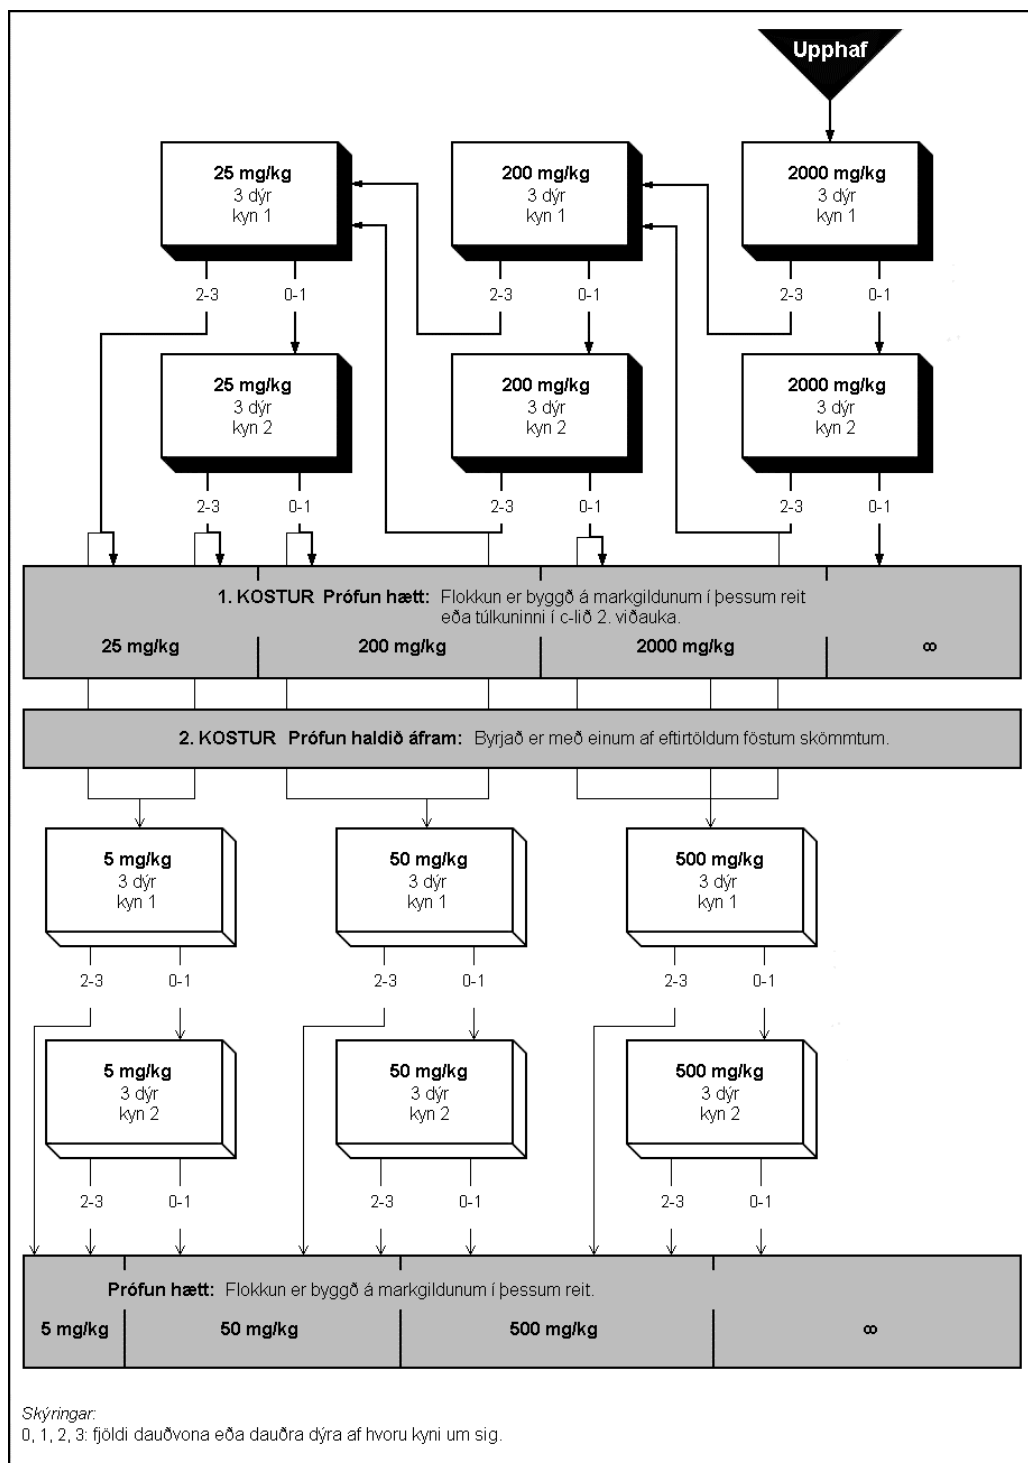 Upphaf
25 mg/kg
3 dýr
kyn 1
200 mg/kg
3 dýr
kyn 1
2000 mg/kg
3 dýr
kyn 1
2-3 0-1 2-3 0-1 2-3 0-1
25 mg/kg
3 dýr
kyn 2
200 mg/kg
3 dýr
kyn 2
2000 mg/kg
3 dýr
kyn 2
2-3 0-1 2-3 0-1 2-3 0-1
1. KOSTUR Prófun hætt: Flokkun er byggð á markgildunum í þessum reit
eða túlkuninni í c-lið 2. viðauka.
25 mg/kg 200 mg/kg 2000 mg/kg ∞
2. KOSTUR Prófun haldið áfram: Byrjað er með einum af eftirtöldum föstum skömmtum.
5 mg/kg
3 dýr
kyn 1
50 mg/kg
3 dýr
kyn 1
500 mg/kg
3 dýr
kyn 1
2-3 0-1 2-3 0-1 2-3 0-1
5 mg/kg
3 dýr
kyn 2
50 mg/kg
3 dýr
kyn 2
500 mg/kg
3 dýr
kyn 2
2-3 0-1 2-3 0-1 2-3 0-1
Prófun hætt: Flokkun er byggð á markgildunum í þessum reit.
5 mg/kg 50 mg/kg 500 mg/kg ∞
Skýringar:
0, 1, 2, 3: fjöldi dauðvona eða dauðra dýra af hvoru kyni um sig.